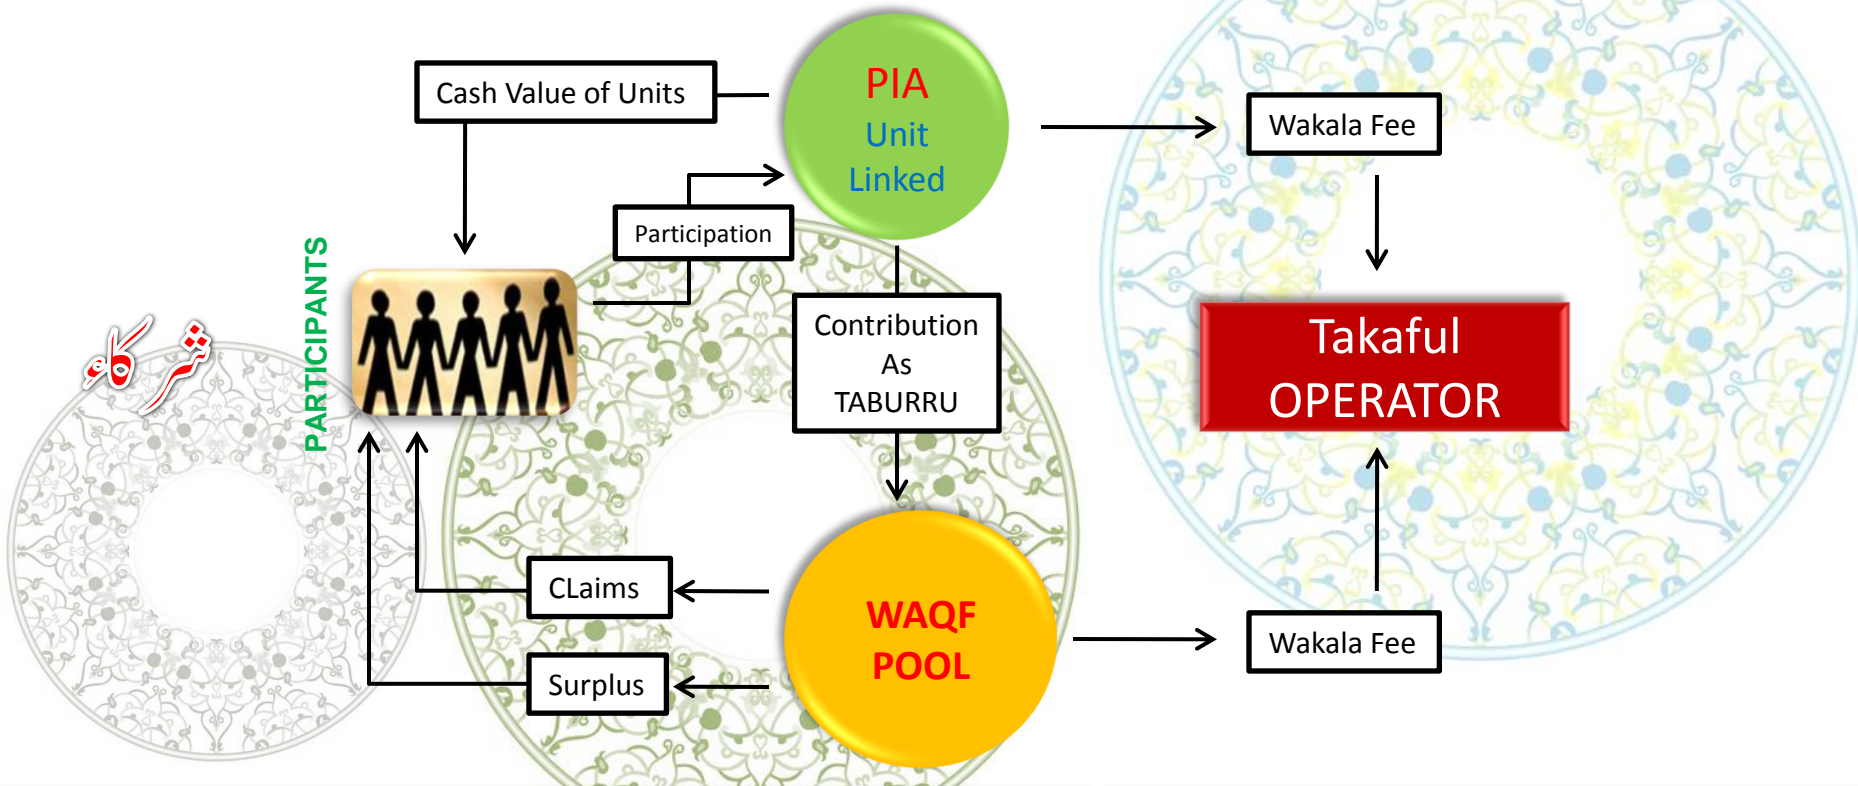 Cash Value of Units
PIA
Unit
Linked
Wakala Fee
Participation
PARTICIPANTS
شرکاء
Contribution
As
TABURRU
Takaful
OPERATOR
CLaims
WAQF
POOL
Surplus
Wakala Fee